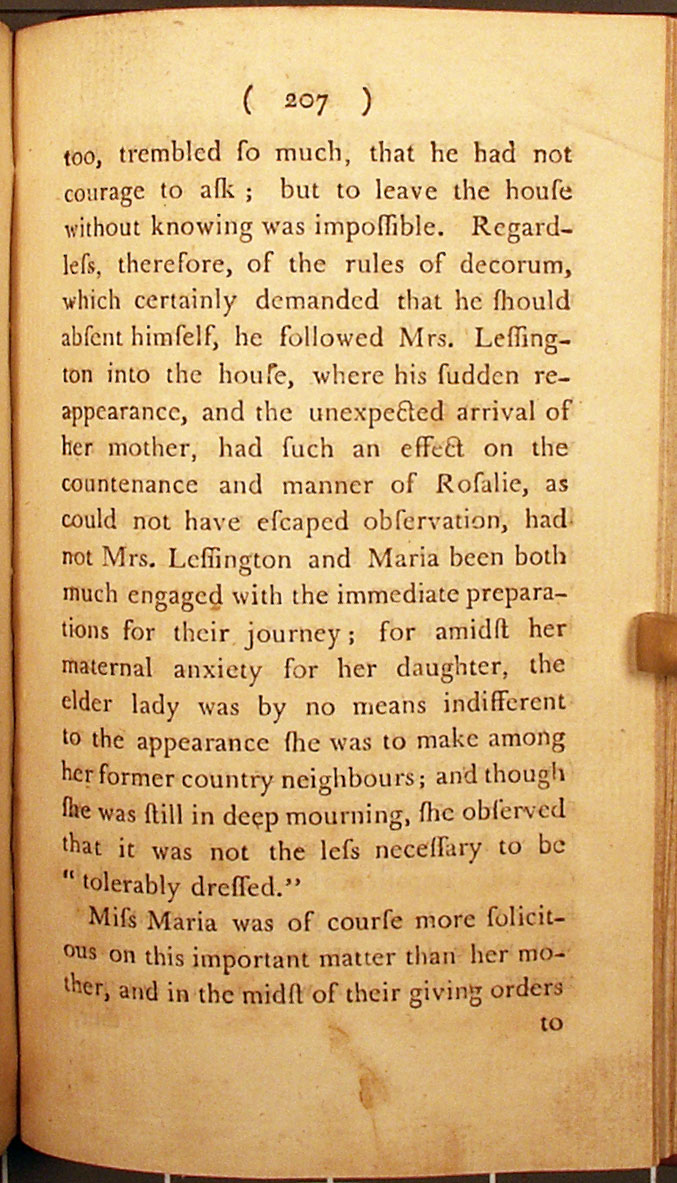 ( 207 )
too, trembled ſo much, that he had not
courage to aſk ; but to leave the houſe
without knowing was impoſſible. Regard-
leſs, therefore, of the rules of decorum,
which certainly demanded that he ſhould
abſent himſelf, he followed Mrs. Leſſing-
ton into the houſe, where his ſudden re-
appearance, and the unexpected arrival of
her mother, had ſuch an effect on the
countenance and manner of Roſalie, as
could not have eſcaped obſervation, had
not Mrs. Leſſington and Maria been both
much engaged with the immediate prepara-
tions for their journey ; for amidſt her
maternal anxiety for her daughter, the
elder lady was by no means indifferent
to the appearance ſhe was to make among
her former country neighbours ; and though
ſhe was ſtill in deep mourning, ſhe obſerved
that it was not the leſs neceſſary to be
“ tolerably dreſſed.”
Miſs Maria was of courſe more ſolicit-
ous on this important matter than her mo-
ther, and in the midſt of their giving orders
to